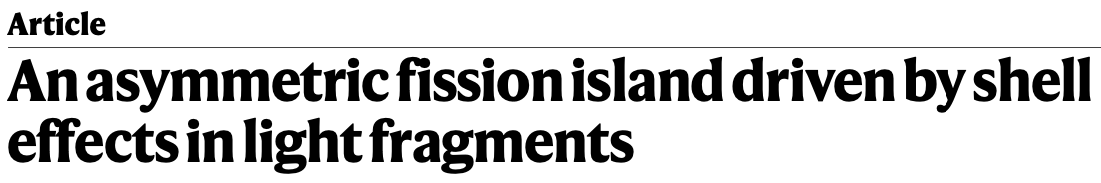 Article
An asymmetric fission island driven by shell
effects in light fragments